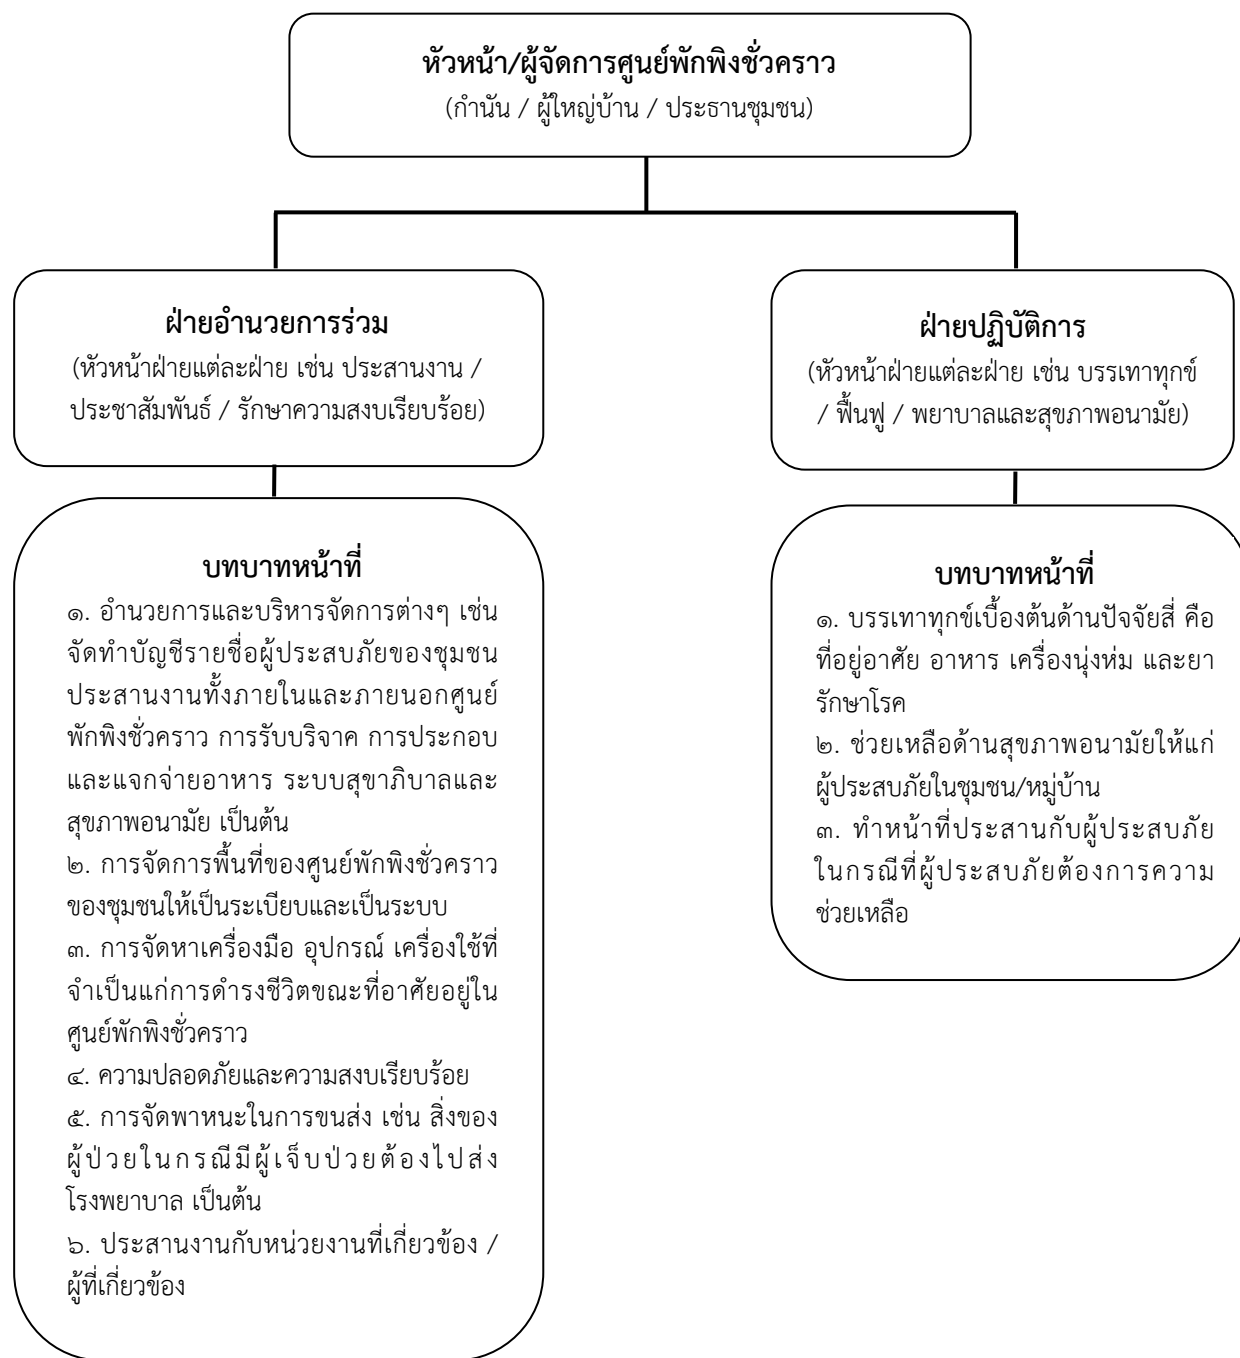 หัวหน้า/ผู้จัดการศูนย์พักพิงชั่วคราว
(กำนัน / ผู้ใหญ่บ้าน / ประธานชุมชน)
ฝ่ายอำนวยการร่วม
(หัวหน้าฝ่ายแต่ละฝ่าย เช่น ประสานงาน /
ประชาสัมพันธ์ / รักษาความสงบเรียบร้อย)
ฝ่ายปฏิบัติการ
(หัวหน้าฝ่ายแต่ละฝ่าย เช่น บรรเทาทุกข์
/ ฟื้นฟู / พยาบาลและสุขภาพอนามัย)
บทบาทหน้าที่
๑. อำนวยการและบริหารจัดการต่างๆ เช่น
จัดทำบัญชีรายชื่อผู้ประสบภัยของชุมชน
ประสานงานทั้งภายในและภายนอกศูนย์
พักพิงชั่วคราว การรับบริจาค การประกอบ
และแจกจ่ายอาหาร ระบบสุขาภิบาลและ
สุขภาพอนามัย เป็นต้น
๒. การจัดการพื้นที่ของศูนย์พักพิงชั่วคราว
ของชุมชนให้เป็นระเบียบและเป็นระบบ
๓. การจัดหาเครื่องมือ อุปกรณ์ เครื่องใช้ที่
จำเป็นแก่การดำรงชีวิตขณะที่อาศัยอยู่ใน
ศูนย์พักพิงชั่วคราว
๔. ความปลอดภัยและความสงบเรียบร้อย
๕. การจัดพาหนะในการขนส่ง เช่น สิ่งของ
ผู้ป่วยในกรณีมีผู้เจ็บป่วยต้องไปส่ง
โรงพยาบาล เป็นต้น
๖. ประสานงานกับหน่วยงานที่เกี่ยวข้อง /
ผู้ที่เกี่ยวข้อง
บทบาทหน้าที่
๑. บรรเทาทุกข์เบื้องต้นด้านปัจจัยสี่ คือ
ที่อยู่อาศัย อาหาร เครื่องนุ่งห่ม และยา
รักษาโรค
๒. ช่วยเหลือด้านสุขภาพอนามัยให้แก่
ผู้ประสบภัยในชุมชน/หมู่บ้าน
๓. ทำหน้าที่ประสานกับผู้ประสบภัย
ในกรณีที่ผู้ประสบภัยต้องการความ
ช่วยเหลือ